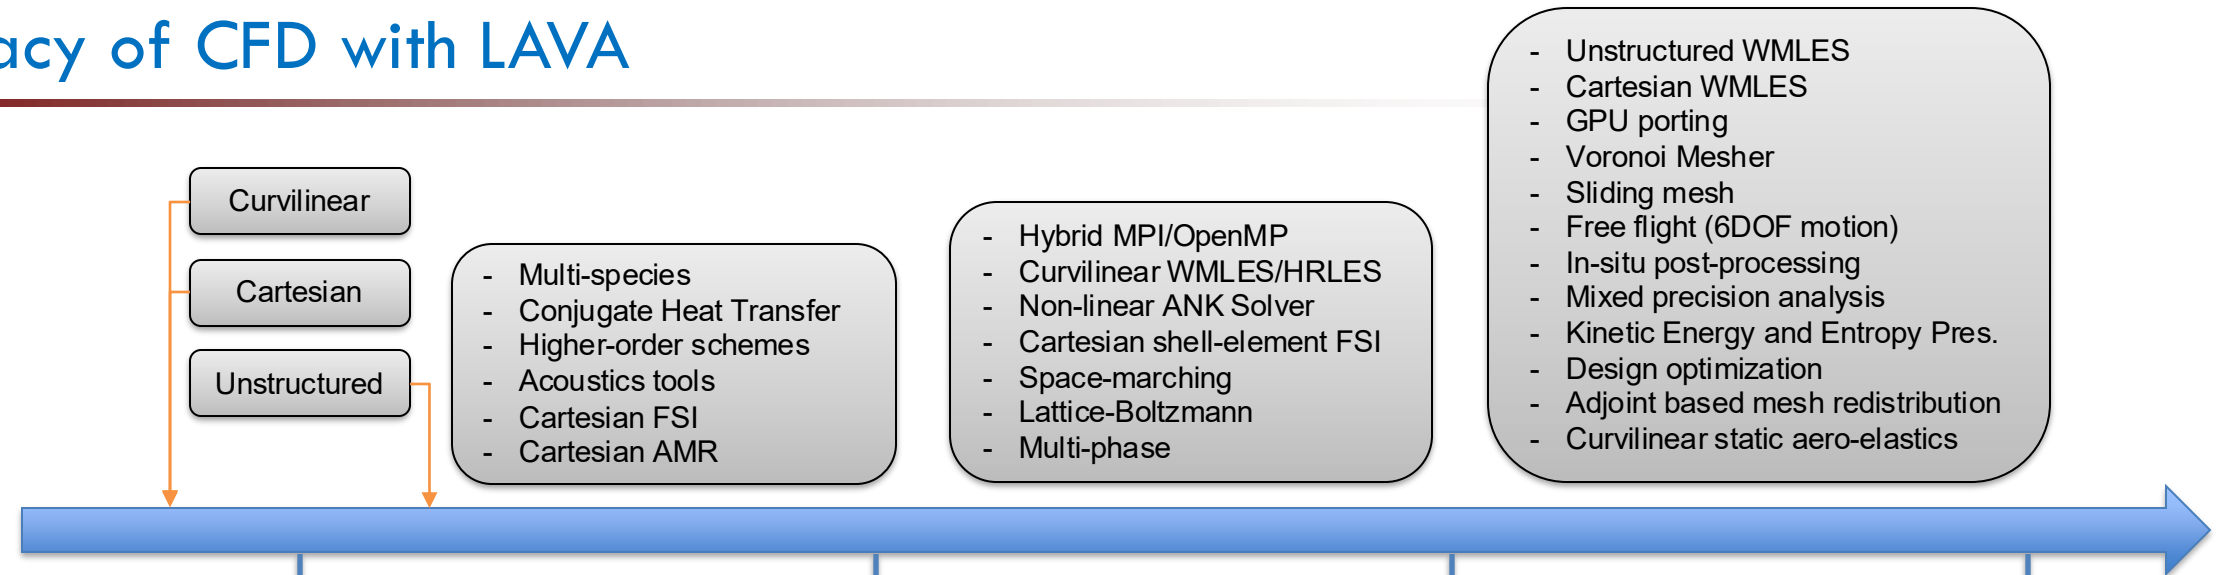 acy of CFD with LAVA
Curvilinear
Cartesian
Unstructured
- Multi-species
- Conjugate Heat Transfer
- Higher-order schemes
- Acoustics tools
- Cartesian FSI
- Cartesian AMR
- Hybrid MPI/OpenMP
- Curvilinear WMLES/HRLES
- Non-linear ANK Solver
- Cartesian shell-element FSI
- Space-marching
- Lattice-Boltzmann
- Multi-phase
- Unstructured WMLES
- Cartesian WMLES
- GPU porting
- Voronoi Mesher
- Sliding mesh
- Free flight (6DOF motion)
- In-situ post-processing
- Mixed precision analysis
- Kinetic Energy and Entropy Pres.
- Design optimization
- Adjoint based mesh redistribution
- Curvilinear static aero-elastics